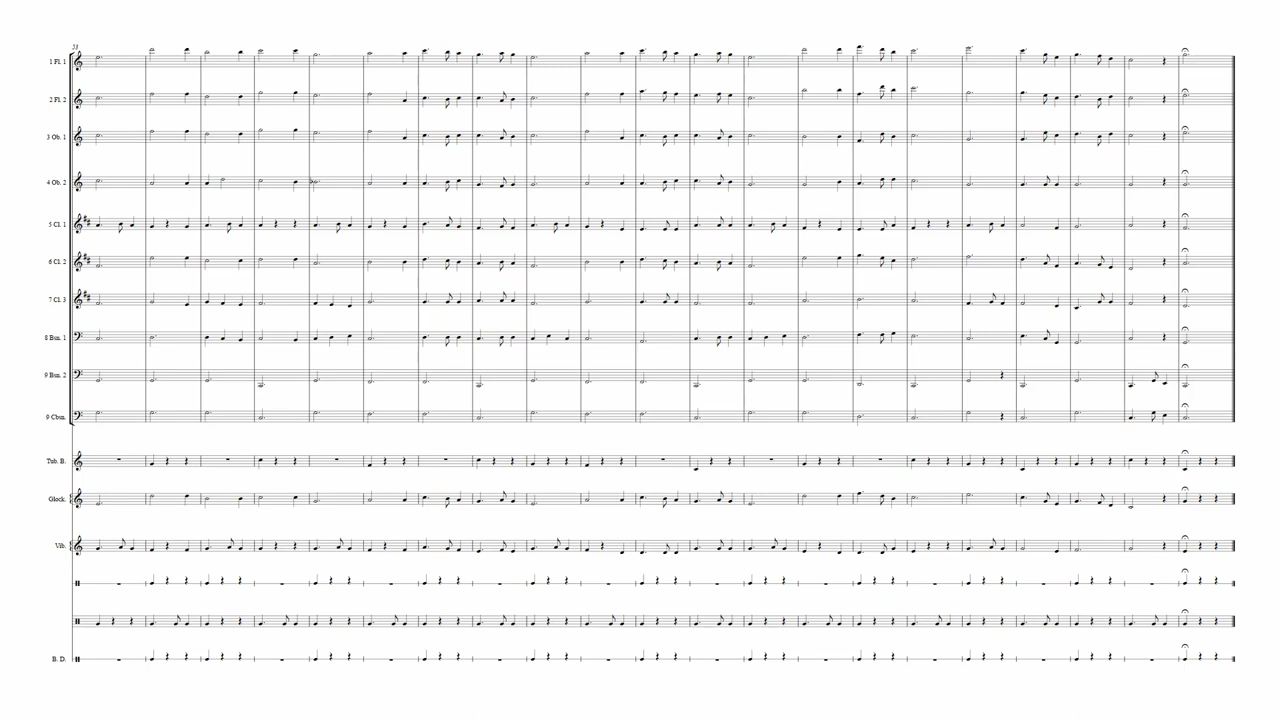 1 Fl. 1
2 Fl. 2
3 Ob. 1
4 Ob. 2
5 Cl. 1
6 Cl. 2
7 Cl. 3
8 Bsn. 1
9 Bsn. 2
9 Cbsn.
Tub. B.
Glock.
Vib.
B. D.